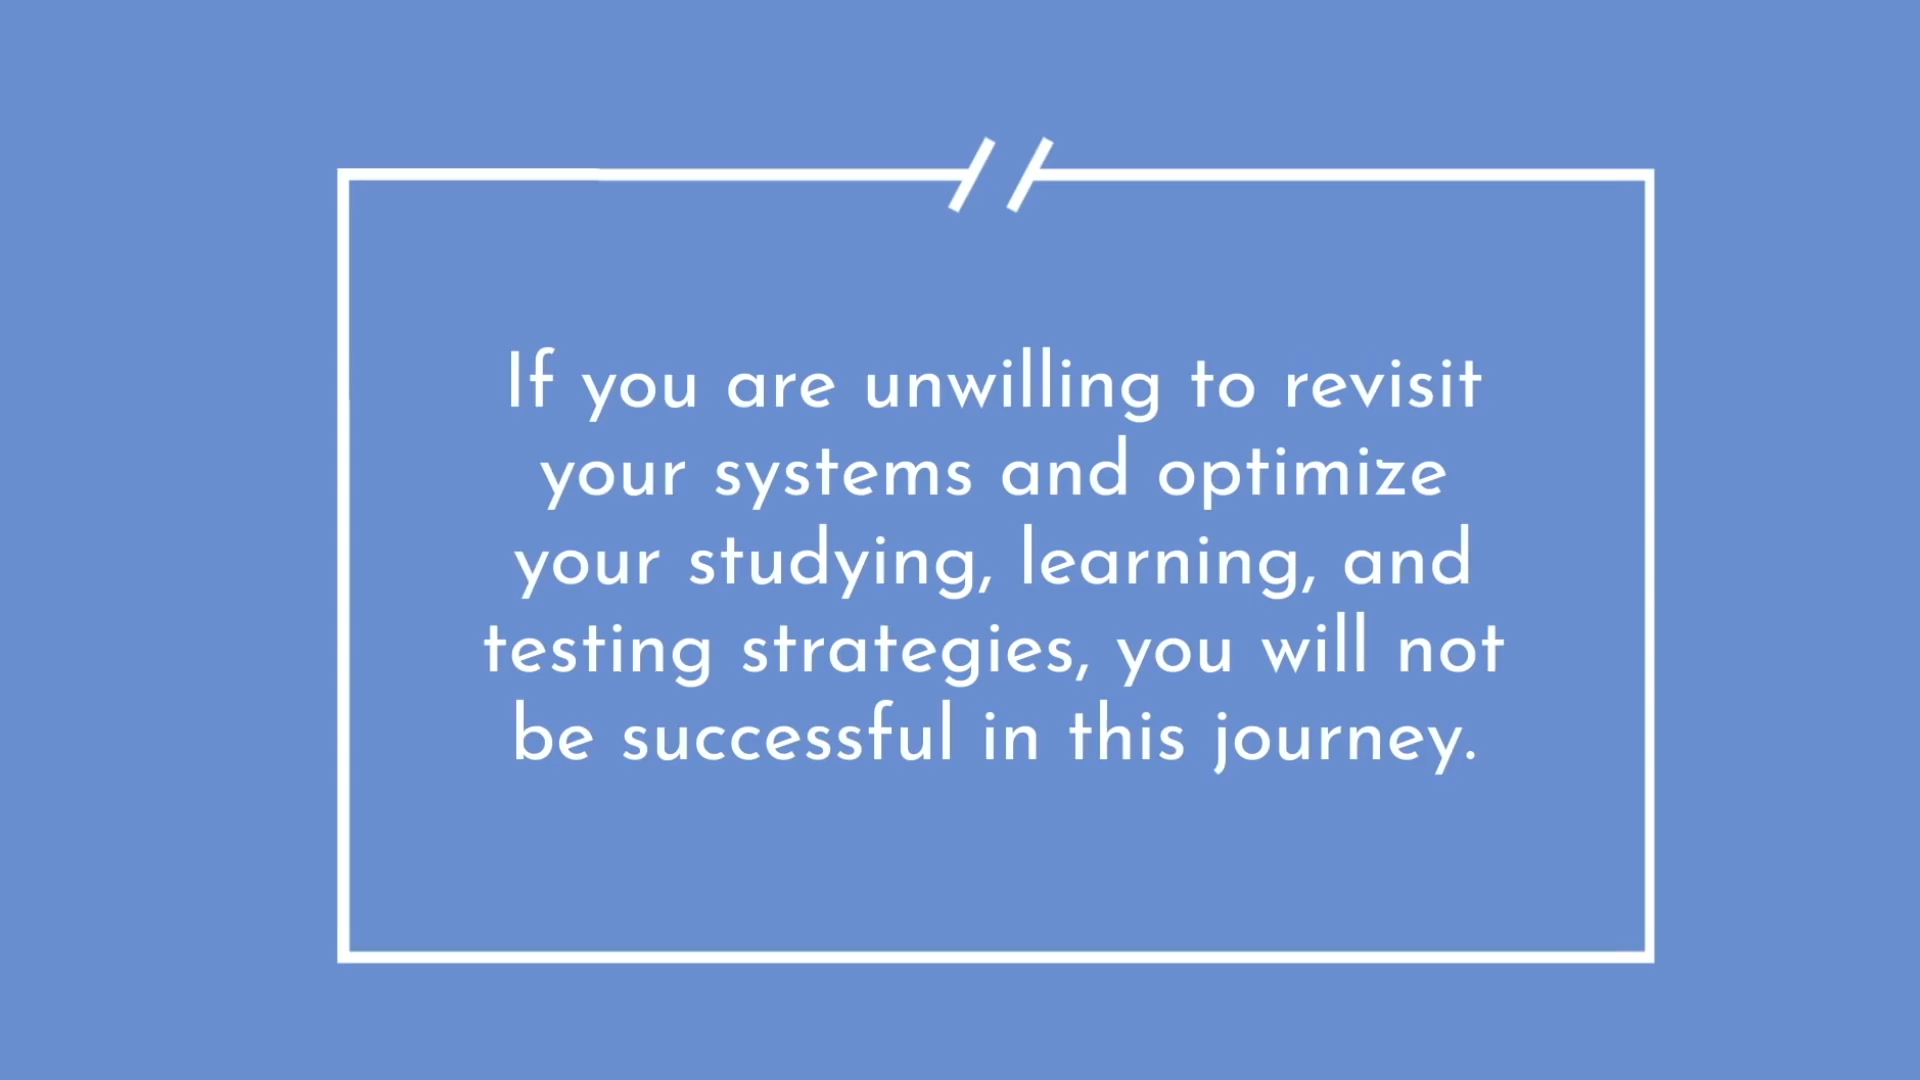 If you are unwilling to revisit
your systems and optimize
your studying, learning, and
testing strategies, you will not
be successful in this journey.